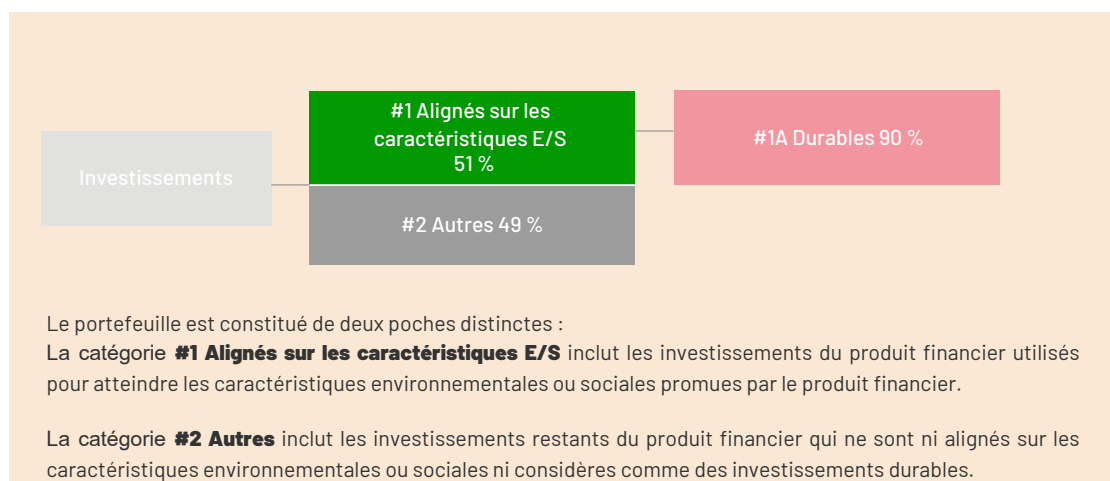 #1 Alignés sur les
caractéristiques E/S
51 %
#1A Durables 90 %
Investissements
#2 Autres 49 %
Le portefeuille est constitué de deux poches distinctes :
La catégorie #1 Alignés sur les caractéristiques E/S inclut les investissements du produit financier utilisés
pour atteindre les caractéristiques environnementales ou sociales promues par le produit financier.
La catégorie #2 Autres inclut les investissements restants du produit financier qui ne sont ni alignés sur les
caractéristiques environnementales ou sociales ni considères comme des investissements durables.